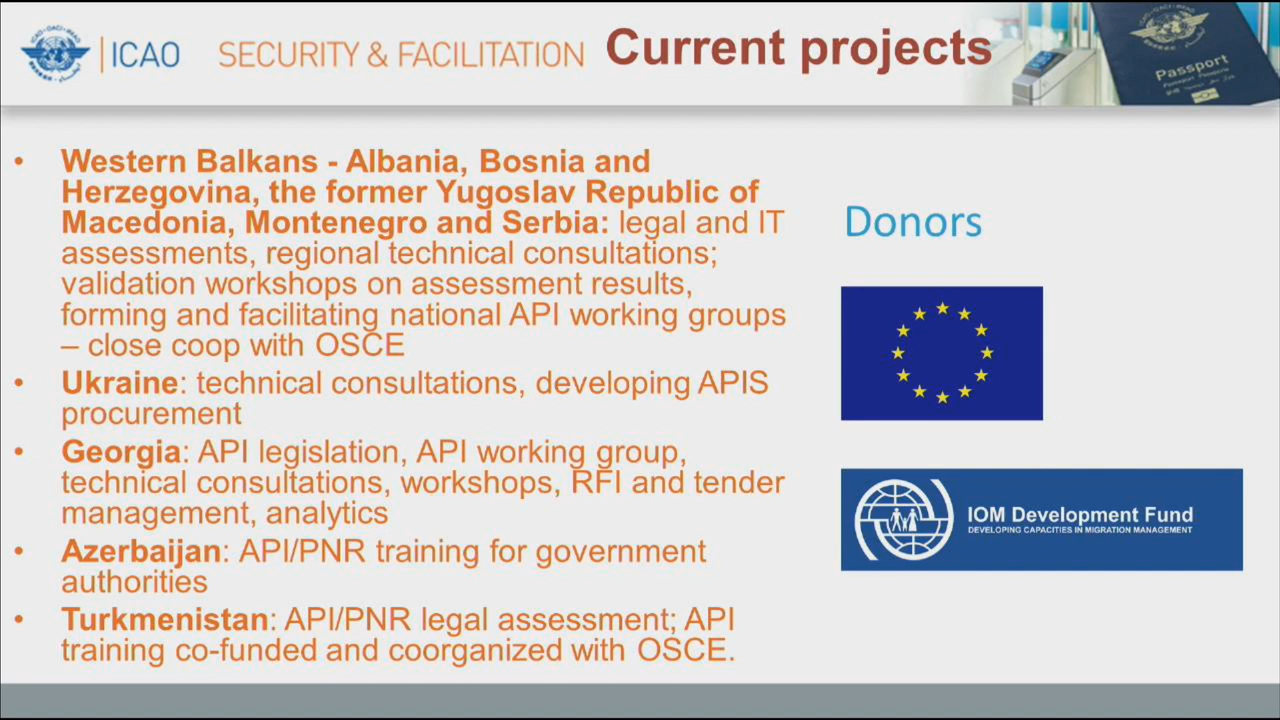 ICAO SECURITY & FACILITATION Current projects
Passport
• Western Balkans - Albania, Bosnia and
Herzegovina, the former Yugoslav Republic of
Macedonia, Montenegro and Serbia: legal and IT
assessments, regional technical consultations;
validation workshops on assessment results,
forming and facilitating national API working groups
– close coop with OSCE
• Ukraine: technical consultations, developing APIS
procurement
• Georgia: API legislation, API working group,
technical consultations, workshops, RFI and tender
management, analytics
• Azerbaijan: API/PNR training for government
authorities
• Turkmenistan: API/PNR legal assessment; API
training co-funded and coorganized with OSCE.
Donors
IOM Development Fund
DEVELOPING CAPACITIES IN MIGRATION MANAGEMENT